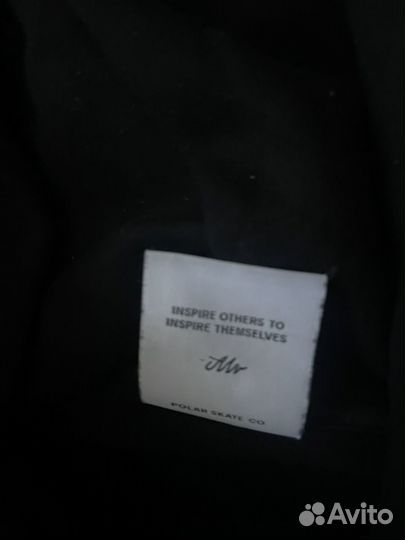 INSPIRE OTHERS TO
INSPIRE THEMSELVES
POLAR SKATE CO
Avito